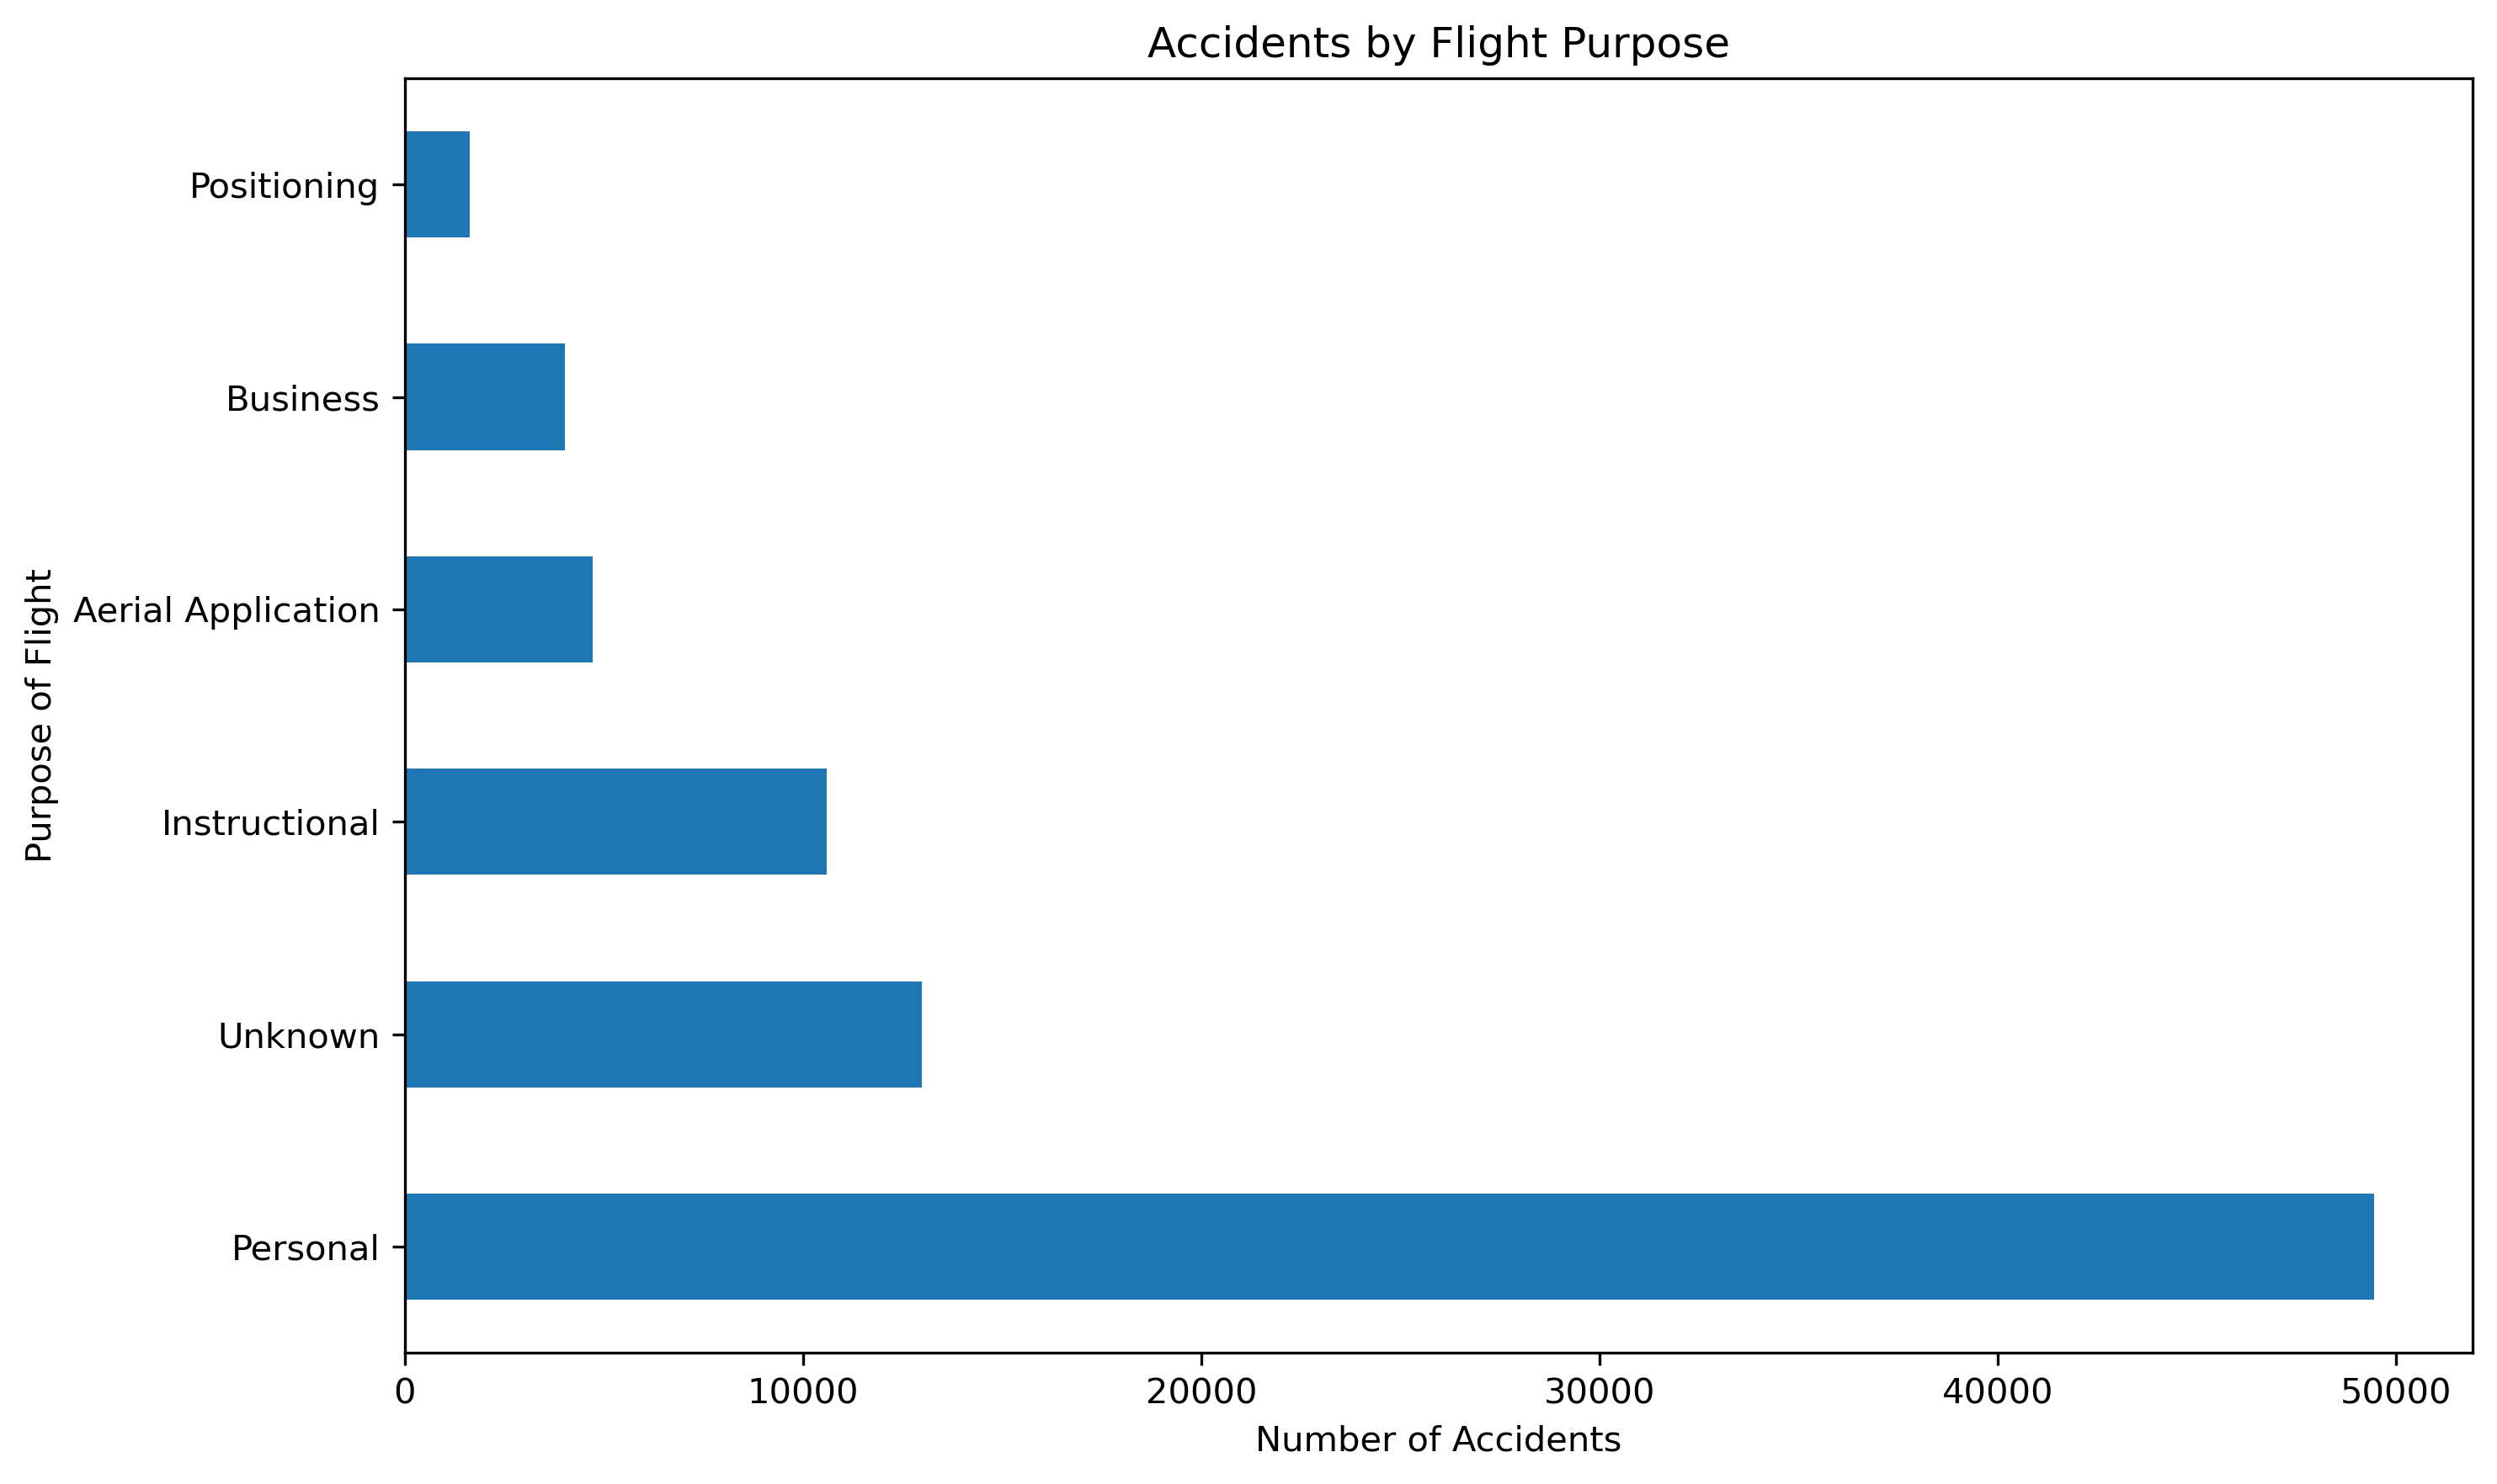 Accidents by Flight Purpose
Purpose of Flight
Positioning
Business
Aerial Application
Instructional
Unknown
Personal
0 10000 20000 30000 40000 50000
Number of Accidents